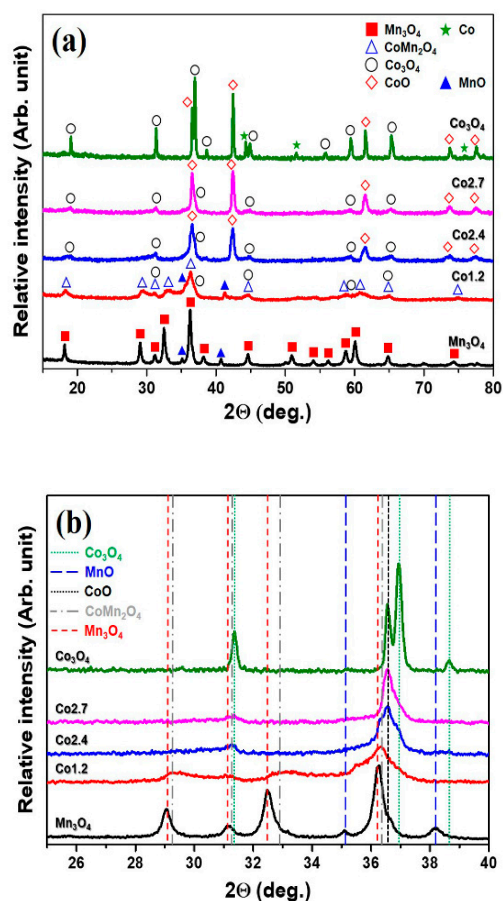 (a)
Mn₃O₄ Co
CoMn₂O₄
Co₃O₄
CoO MnO
Co₃O₄
Co2.7
Co2.4
Co1.2
Mn₃O₄
Relative intensity (Arb. unit)
20 30 40 50 60 70 80
2Θ (deg.)
(b)
Co₃O₄
MnO
CoO
CoMn₂O₄
Mn₃O₄
Co₃O₄
Co2.7
Co2.4
Co1.2
Mn₃O₄
Relative intensity (Arb. unit)
26 28 30 32 34 36 38 40
2Θ (deg.)